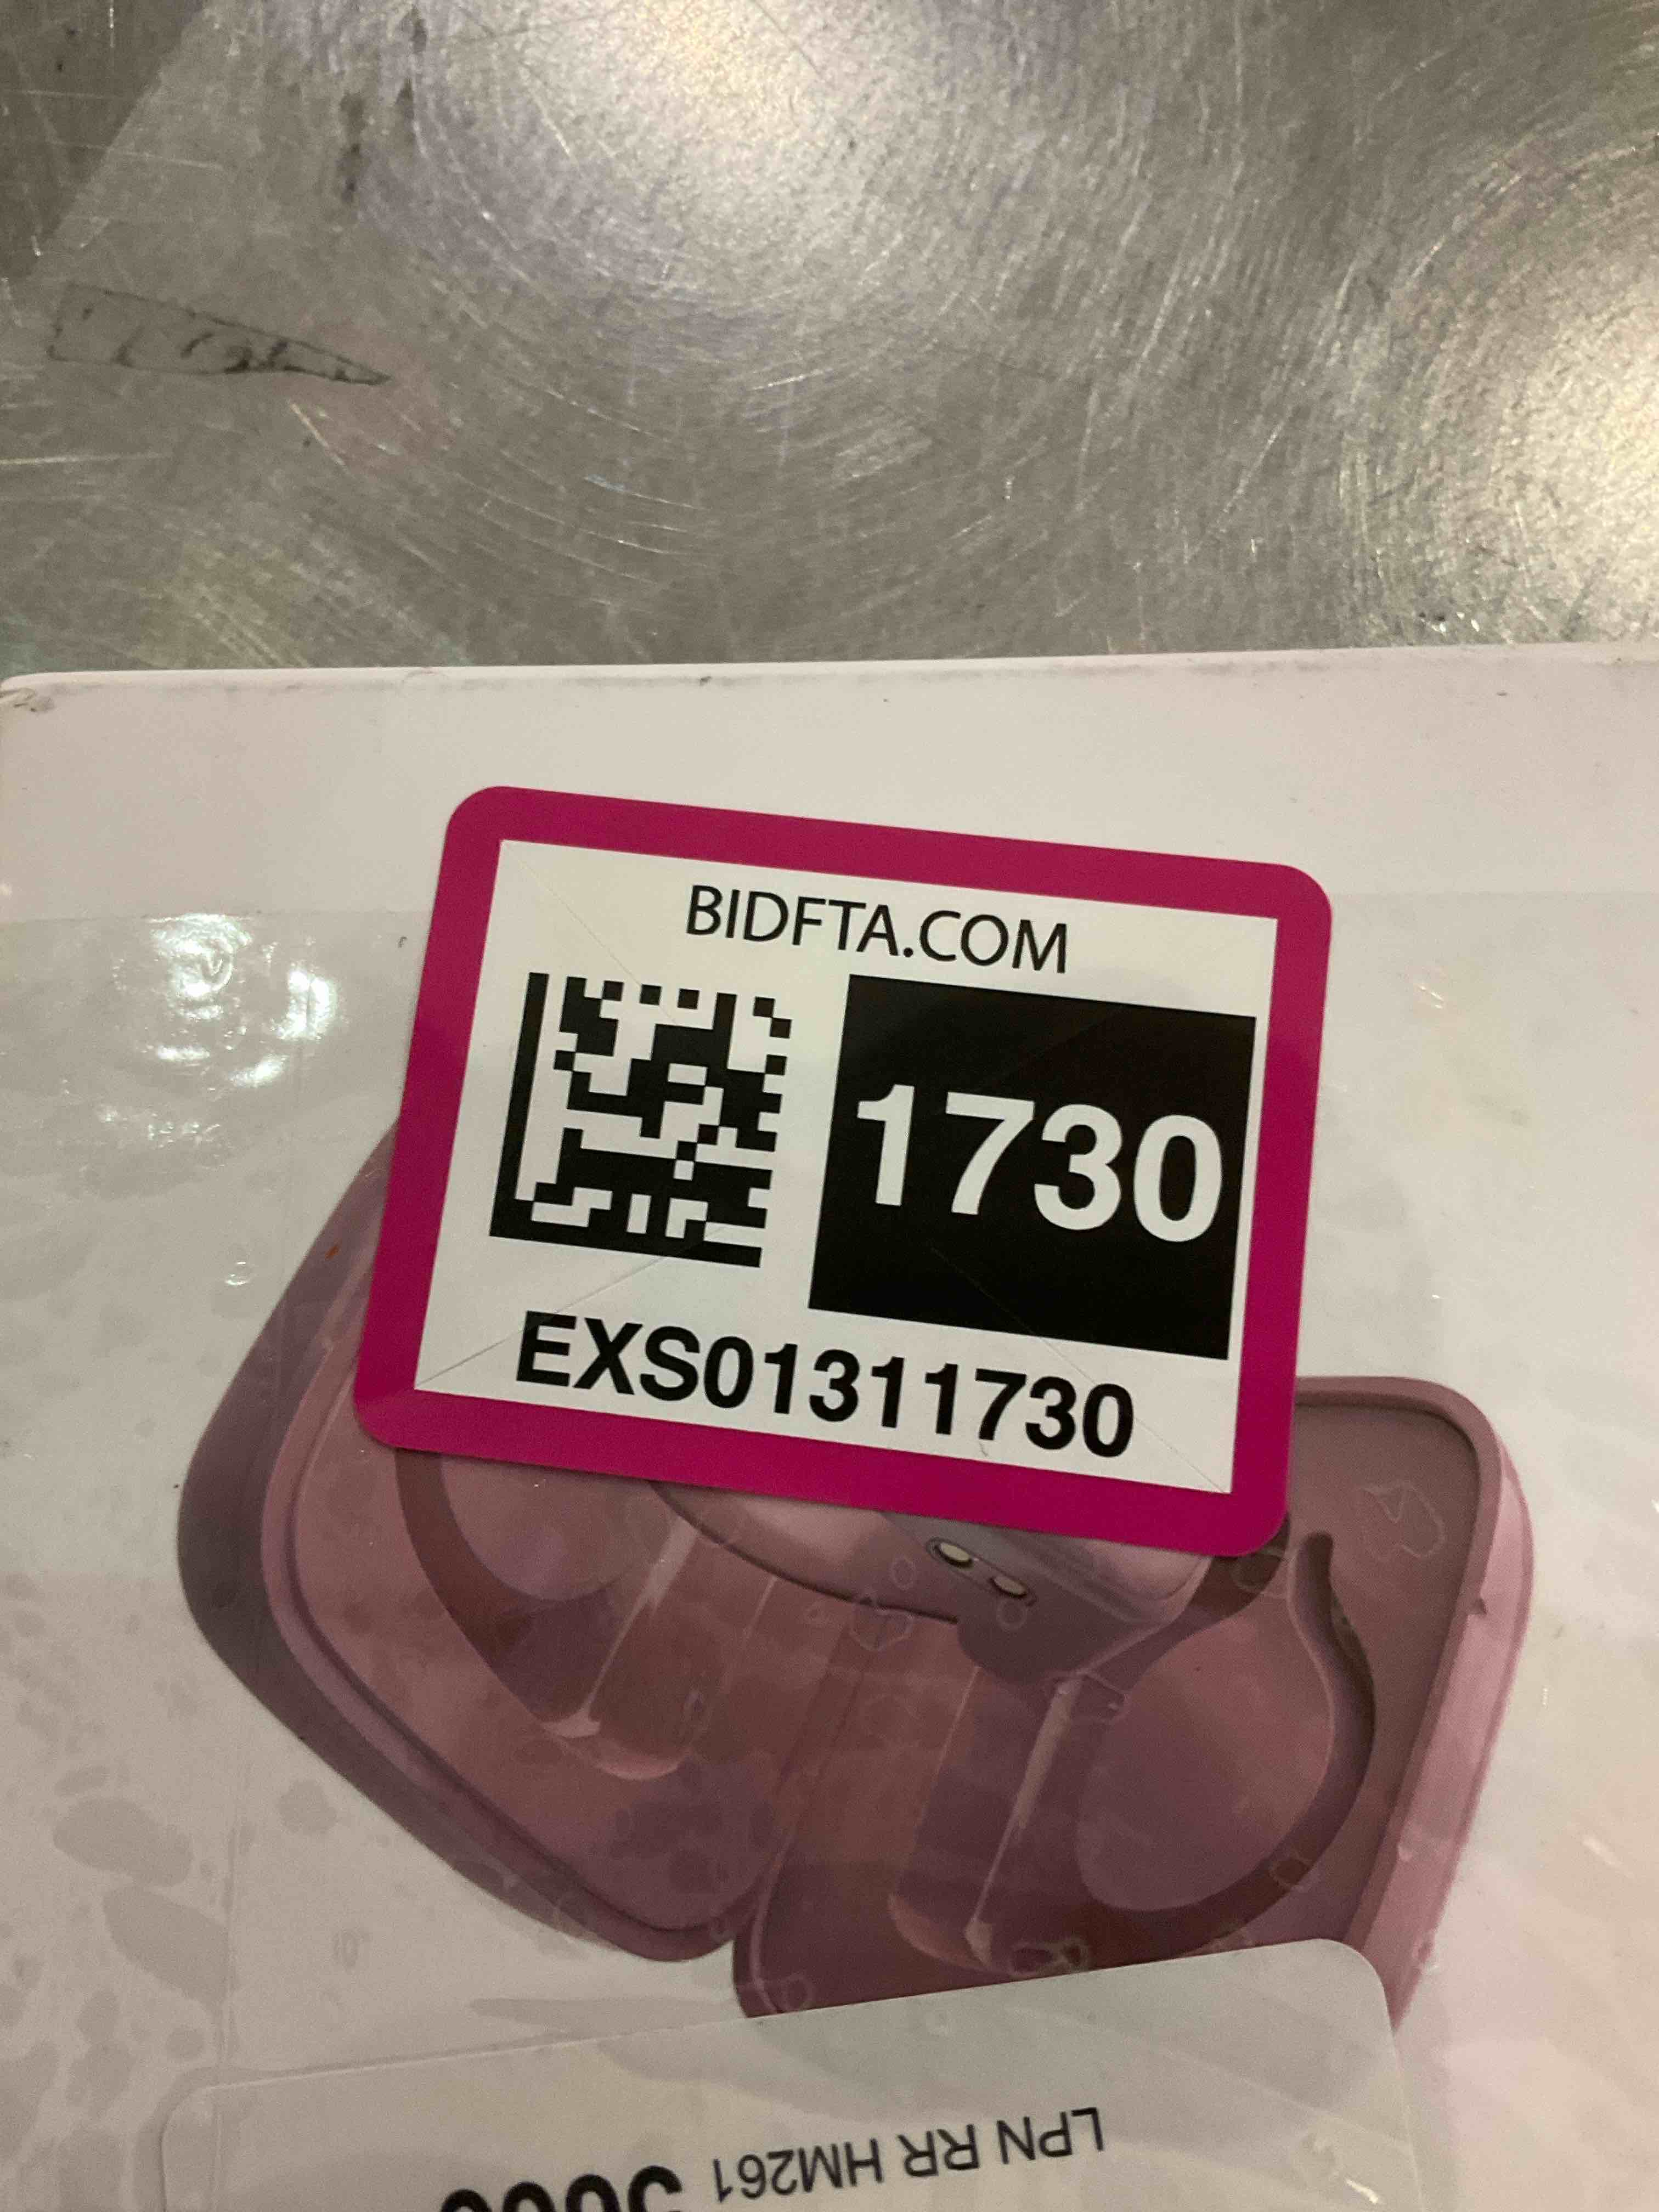 BIDFTA.COM
1730
EXS01311730
LPN RR HM261